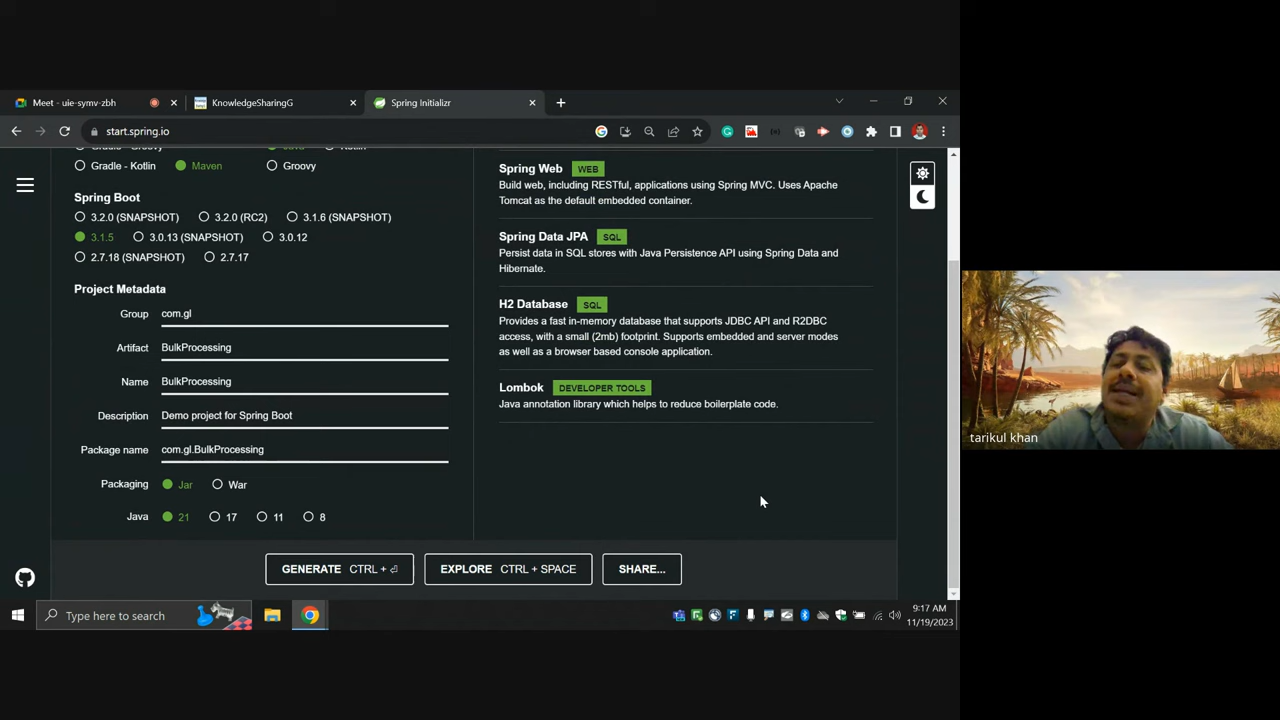 Meet - uie-symv-zbh
KnowledgeSharingG
Spring Initializr
start.spring.io
Gradle - Kotlin
Maven
Groovy
Spring Boot
3.2.0 (SNAPSHOT)
3.2.0 (RC2)
3.1.6 (SNAPSHOT)
3.1.5
3.0.13 (SNAPSHOT)
3.0.12
2.7.18 (SNAPSHOT)
2.7.17
Project Metadata
Group com.gl
Artifact BulkProcessing
Name BulkProcessing
Description Demo project for Spring Boot
Package name com.gl.BulkProcessing
Packaging Jar War
Java 21 17 11 8
Spring Web WEB
Build web, including RESTful, applications using Spring MVC. Uses Apache
Tomcat as the default embedded container.
Spring Data JPA SQL
Persist data in SQL stores with Java Persistence API using Spring Data and
Hibernate.
H2 Database SQL
Provides a fast in-memory database that supports JDBC API and R2DBC
access, with a small (2mb) footprint. Supports embedded and server modes
as well as a browser based console application.
Lombok DEVELOPER TOOLS
Java annotation library which helps to reduce boilerplate code.
GENERATE CTRL + ⏎
EXPLORE CTRL + SPACE
SHARE...
tarikul khan
Type here to search
9:17 AM
11/19/2023